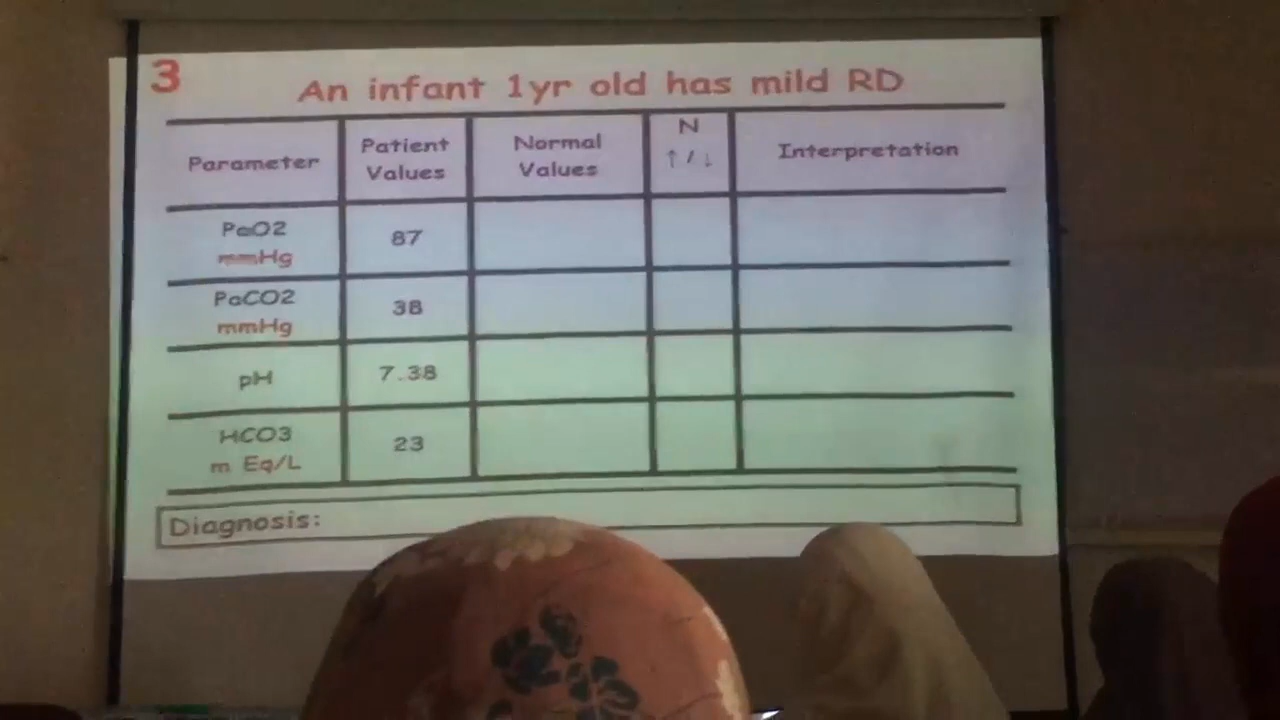 3
An infant 1yr old has mild RD
Parameter
Patient
Values
Normal
Values
N
↑ / ↓
Interpretation
PaO2
mmHg
87
PaCO2
mmHg
38
pH
7.38
HCO3
m Eq/L
23
Diagnosis: